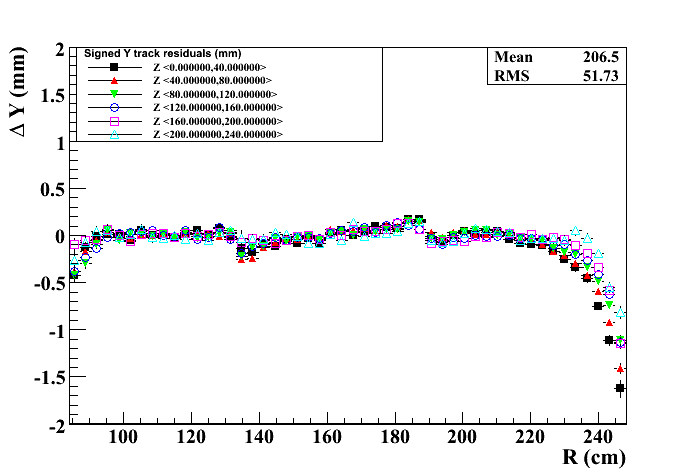 Signed Y track residuals (mm)
Z <0.000000,40.000000>
Z <40.000000,80.000000>
Z <80.000000,120.000000>
Z <120.000000,160.000000>
Z <160.000000,200.000000>
Z <200.000000,240.000000>
Mean 206.5
RMS 51.73
Δ Y (mm)
2
1.5
1
0.5
0
-0.5
-1
-1.5
-2
100 120 140 160 180 200 220 240
R (cm)